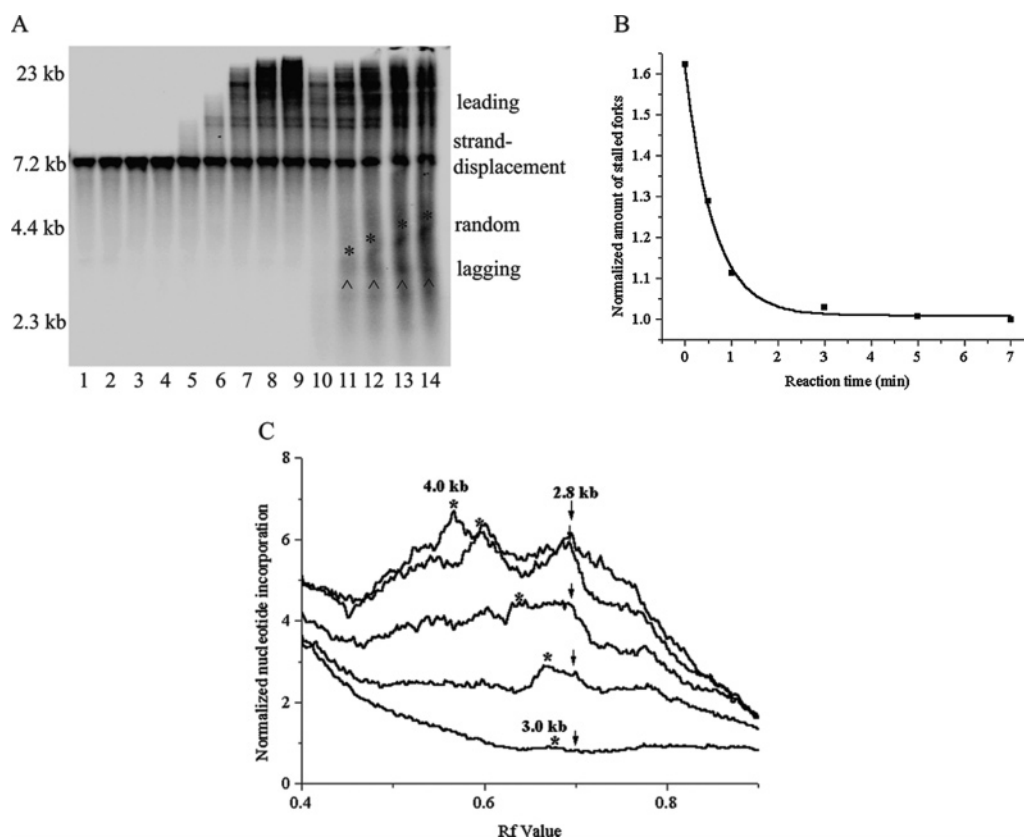 A
23 kb
7.2 kb
4.4 kb
2.3 kb
leading
strand-
displacement
random
lagging
* * * *
^ ^ ^ ^
1 2 3 4 5 6 7 8 9 10 11 12 13 14
B
Normalized amount of stalled forks
1.6
1.5
1.4
1.3
1.2
1.1
1.0
0 1 2 3 4 5 6 7
Reaction time (min)
C
Normalized nucleotide incorporation
8
6
4
2
0
4.0 kb
2.8 kb
* *
*
*
3.0 kb
*
0.4 0.6 0.8
Rf Value